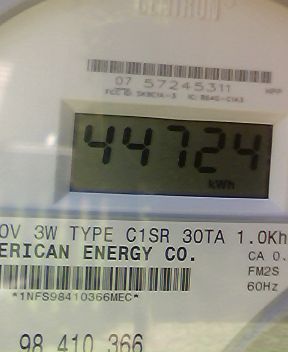 CENTRON
07 57245311
44724
kWh
0V 3W TYPE C1SR 30TA 1.0Kh
ERICAN ENERGY CO.
CA 0.
FM2S
*1NFS98410366MEC*
60Hz
98 410 366